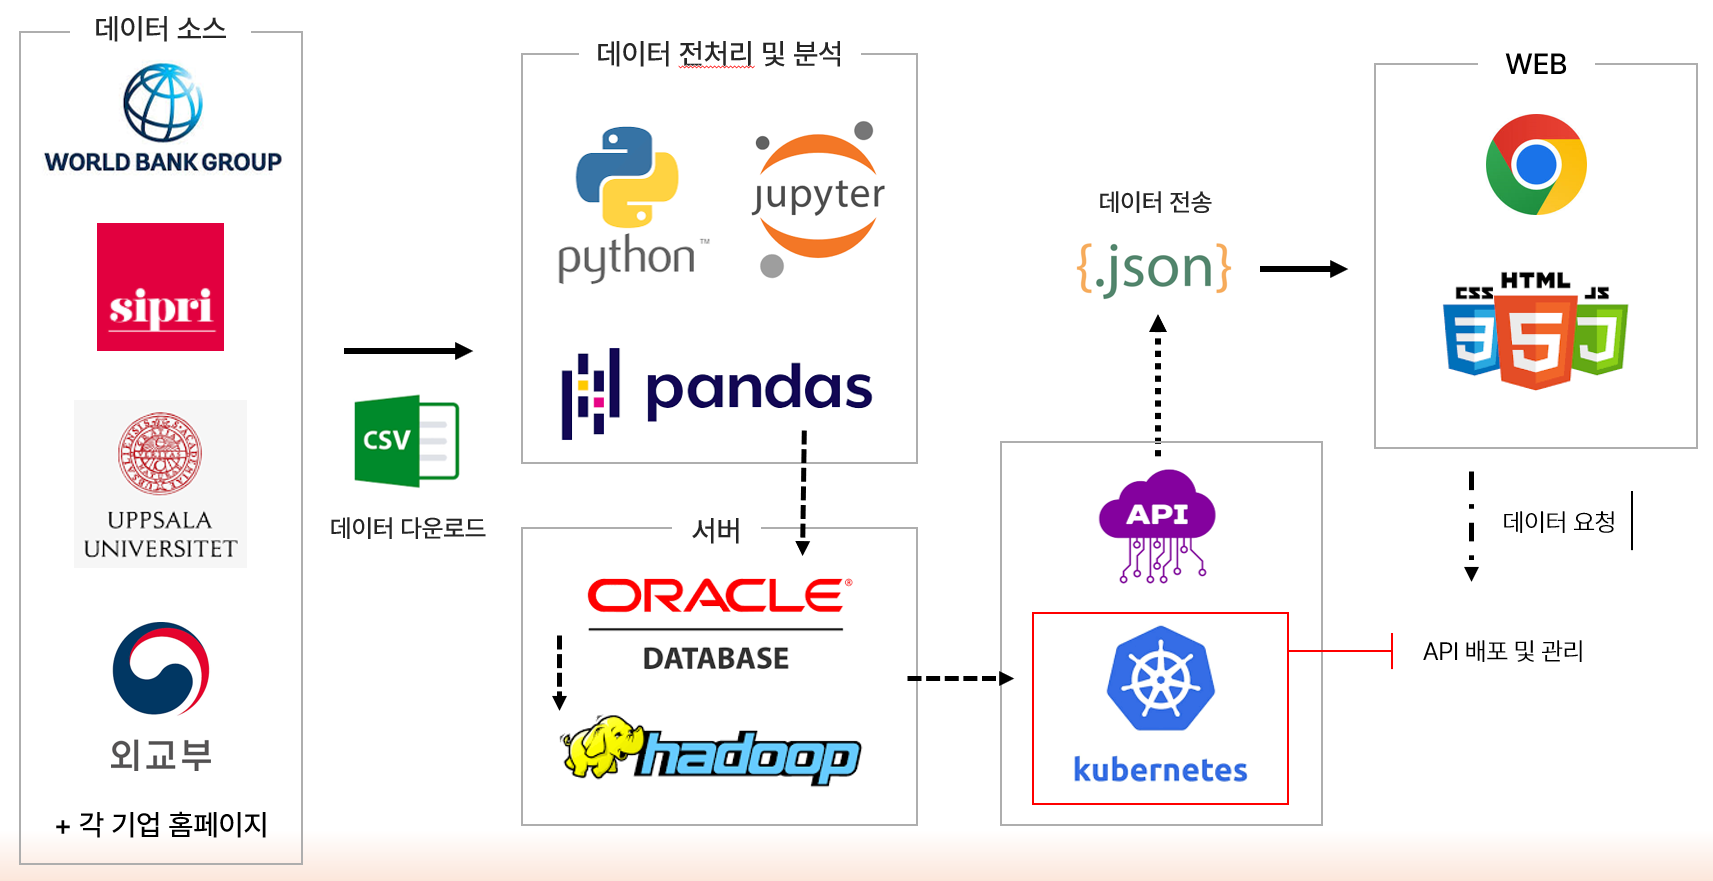 데이터 소스
WORLD BANK GROUP
sipri
UPPSALA
UNIVERSITET
외교부
+ 각 기업 홈페이지
CSV
데이터 다운로드
데이터 전처리 및 분석
python™
jupyter
pandas
서버
ORACLE®
DATABASE
hadoop
데이터 전송
{.json}
API
kubernetes
WEB
CSS HTML JS
데이터 요청
API 배포 및 관리